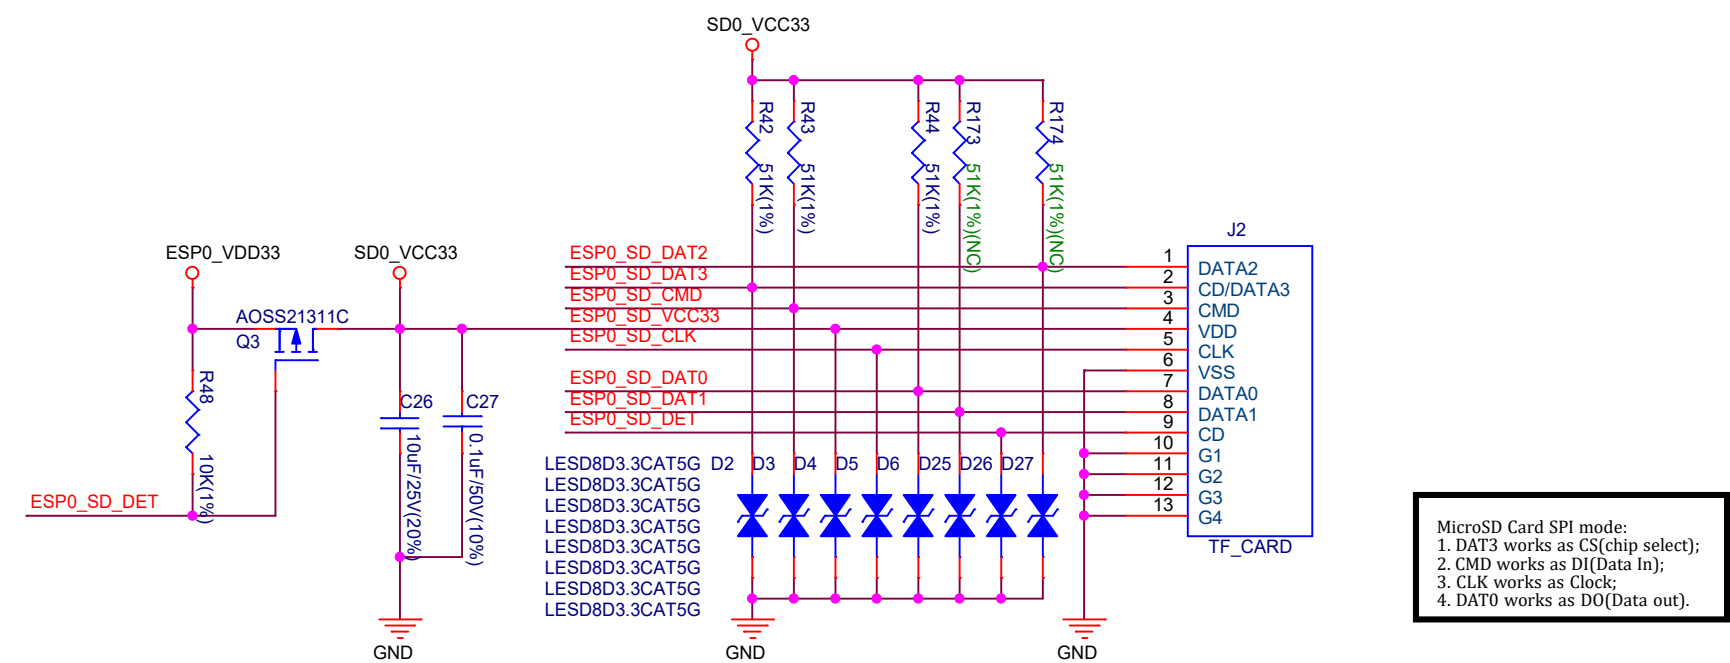 SD0_VCC33
R42
51K(1%)
R43
51K(1%)
R44
51K(1%)
R173
51K(1%)(NC)
R174
51K(1%)(NC)
ESP0_VDD33
SD0_VCC33
AOSS21311C
Q3
R48
10K(1%)
ESP0_SD_DET
C26
10uF/25V(20%)
C27
0.1uF/50V(10%)
GND
ESP0_SD_DAT2
ESP0_SD_DAT3
ESP0_SD_CMD
ESP0_SD_VCC33
ESP0_SD_CLK
ESP0_SD_DAT0
ESP0_SD_DAT1
ESP0_SD_DET
J2
1 DATA2
2 CD/DATA3
3 CMD
4 VDD
5 CLK
6 VSS
7 DATA0
8 DATA1
9 CD
10 G1
11 G2
12 G3
13 G4
TF_CARD
LESD8D3.3CAT5G D2 D3 D4 D5 D6 D25 D26 D27
LESD8D3.3CAT5G
LESD8D3.3CAT5G
LESD8D3.3CAT5G
LESD8D3.3CAT5G
LESD8D3.3CAT5G
LESD8D3.3CAT5G
LESD8D3.3CAT5G
GND
GND
MicroSD Card SPI mode:
1. DAT3 works as CS(chip select);
2. CMD works as DI(Data In);
3. CLK works as Clock;
4. DAT0 works as DO(Data out).